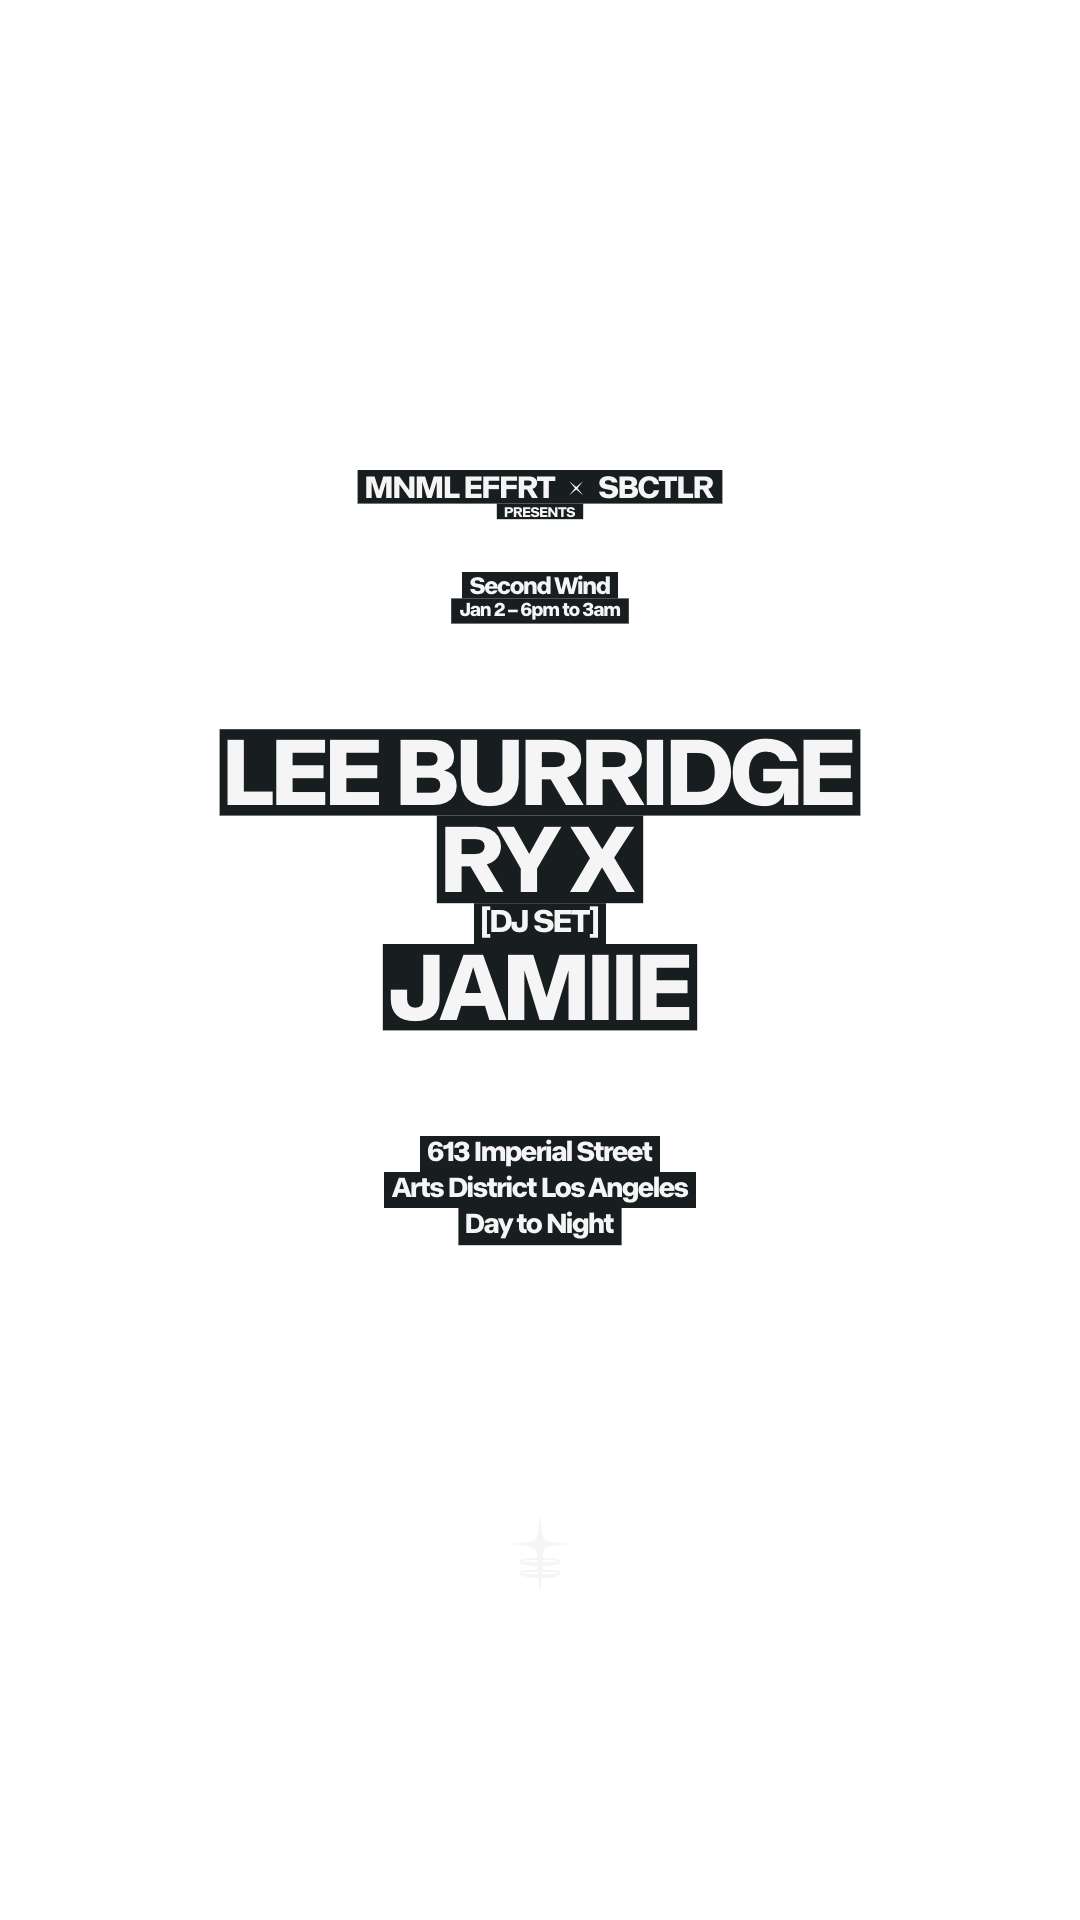 MNML EFFRT × SBCTLR
PRESENTS
Second Wind
Jan 2 – 6pm to 3am
LEE BURRIDGE
RY X
[DJ SET]
JAMIIE
613 Imperial Street
Arts District Los Angeles
Day to Night